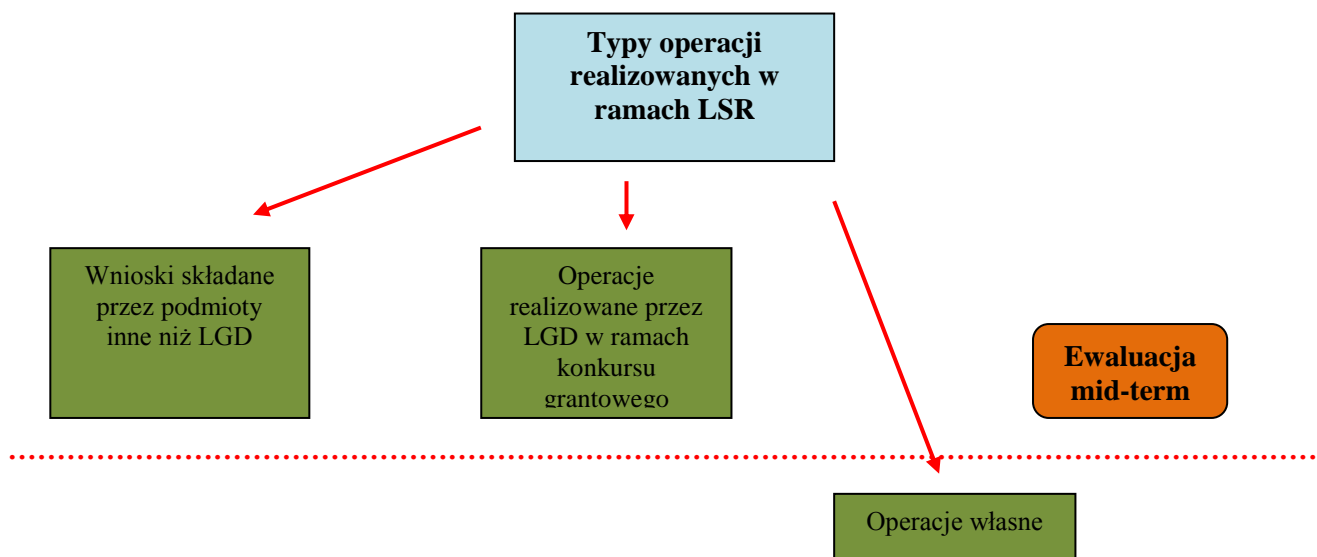 Typy operacji
realizowanych w
ramach LSR
Wnioski składane
przez podmioty
inne niż LGD
Operacje
realizowane przez
LGD w ramach
konkursu
grantowego
Ewaluacja
mid-term
Operacje własne